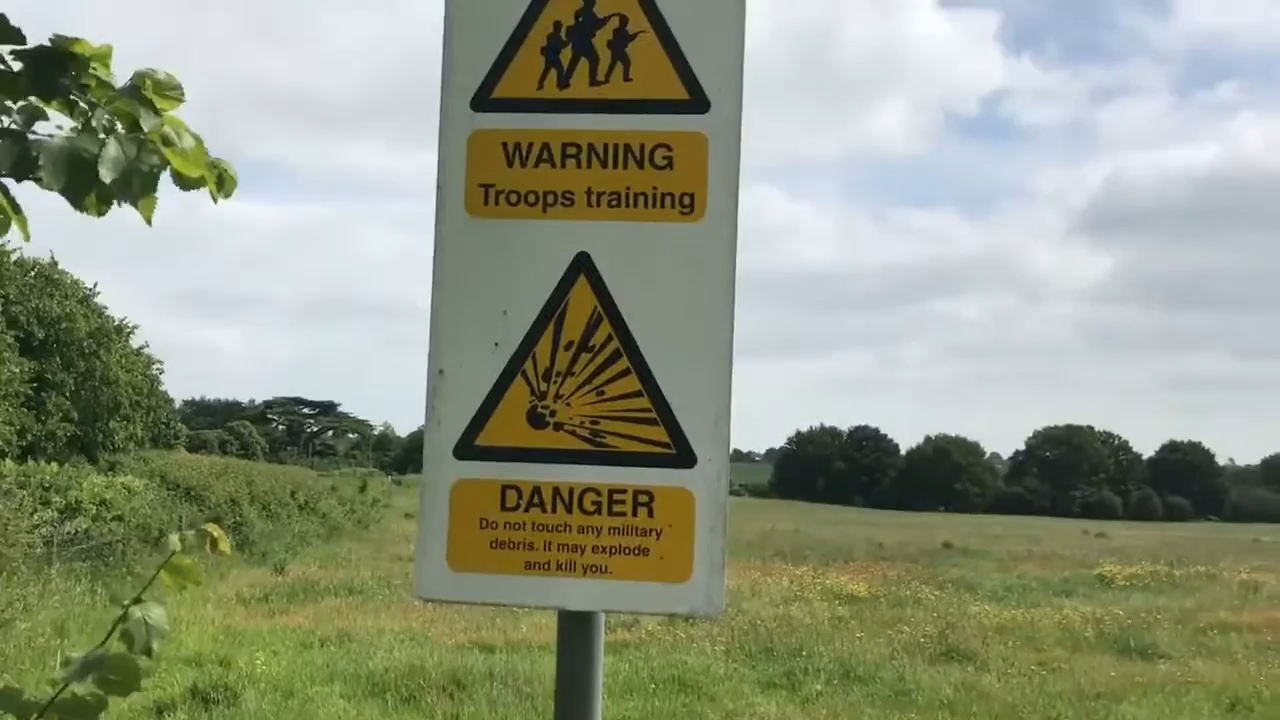 WARNING
Troops training
DANGER
Do not touch any military
debris. it may explode
and kill you.